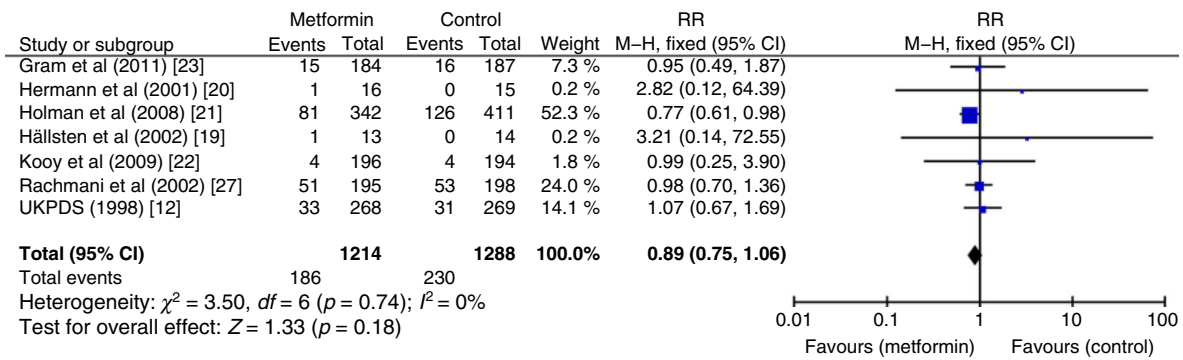 Metformin Control RR RR
Study or subgroup Events Total Events Total Weight M–H, fixed (95% CI) M–H, fixed (95% CI)
Gram et al (2011) [23] 15 184 16 187 7.3 % 0.95 (0.49, 1.87)
Hermann et al (2001) [20] 1 16 0 15 0.2 % 2.82 (0.12, 64.39)
Holman et al (2008) [21] 81 342 126 411 52.3 % 0.77 (0.61, 0.98)
Hällsten et al (2002) [19] 1 13 0 14 0.2 % 3.21 (0.14, 72.55)
Kooy et al (2009) [22] 4 196 4 194 1.8 % 0.99 (0.25, 3.90)
Rachmani et al (2002) [27] 51 195 53 198 24.0 % 0.98 (0.70, 1.36)
UKPDS (1998) [12] 33 268 31 269 14.1 % 1.07 (0.67, 1.69)
Total (95% CI) 1214 1288 100.0% 0.89 (0.75, 1.06)
Total events 186 230
Heterogeneity: χ² = 3.50, df = 6 (p = 0.74); I² = 0%
Test for overall effect: Z = 1.33 (p = 0.18)
0.01 0.1 1 10 100
Favours (metformin) Favours (control)